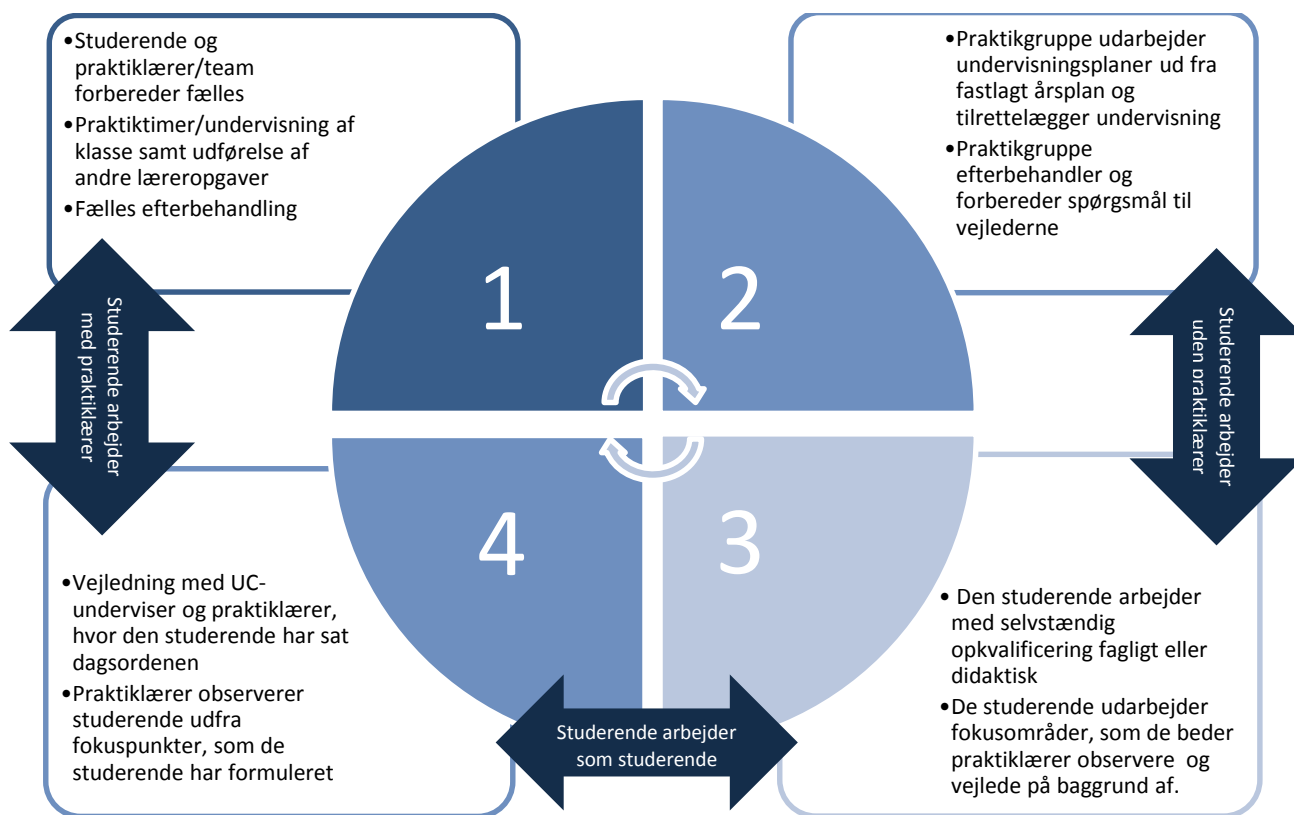 •Studerende og
praktiklærer/team
forbereder fælles
•Praktiktimer/undervisning af
klasse samt udførelse af
andre læreropgaver
•Fælles efterbehandling
•Praktikgruppe udarbejder
undervisningsplaner ud fra
fastlagt årsplan og
tilrettelægger undervisning
•Praktikgruppe
efterbehandler og
forbereder spørgsmål til
vejlederne
1
2
Studerende arbejder
med praktiklærer
Studerende arbejder
uden praktiklærer
4
3
•Vejledning med UC-
underviser og praktiklærer,
hvor den studerende har sat
dagsordenen
•Praktiklærer observerer
studerende udfra
fokuspunkter, som de
studerende har formuleret
• Den studerende arbejder
med selvstændig
opkvalificering fagligt eller
didaktisk
•De studerende udarbejder
fokusområder, som de beder
praktiklærer observere og
vejlede på baggrund af.
Studerende arbejder
som studerende